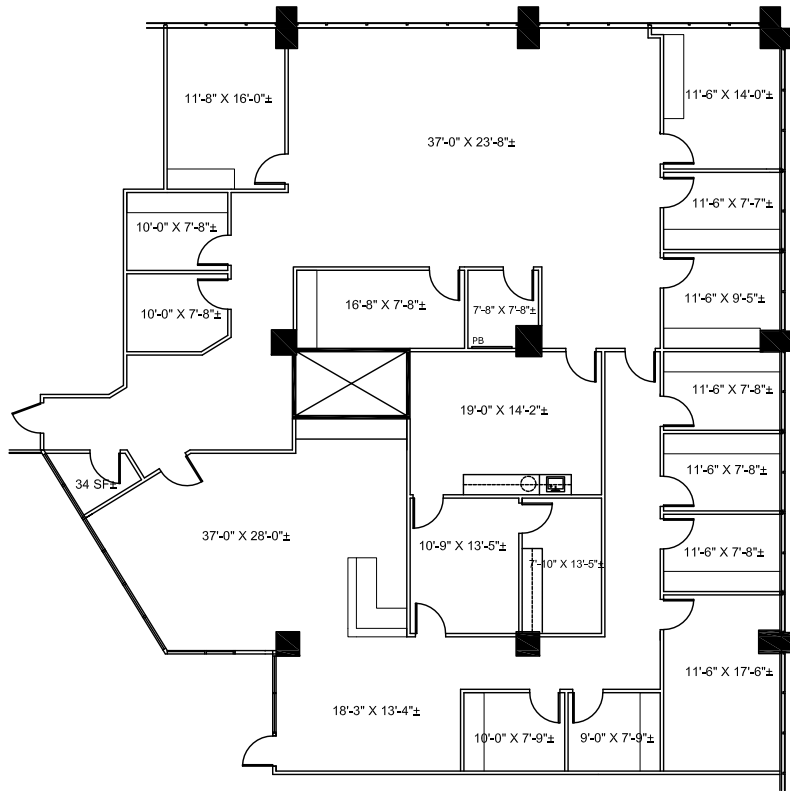 11'-8" X 16'-0"±
11'-6" X 14'-0"±
37'-0" X 23'-8"±
11'-6" X 7'-7"±
10'-0" X 7'-8"±
11'-6" X 9'-5"±
16'-8" X 7'-8"±
7'-8" X 7'-8"±
10'-0" X 7'-8"±
PB
11'-6" X 7'-8"±
19'-0" X 14'-2"±
11'-6" X 7'-8"±
34 SF±
37'-0" X 28'-0"±
10'-9" X 13'-5"±
11'-6" X 7'-8"±
7'-10" X 13'-5"±
11'-6" X 17'-6"±
18'-3" X 13'-4"±
10'-0" X 7'-9"±
9'-0" X 7'-9"±